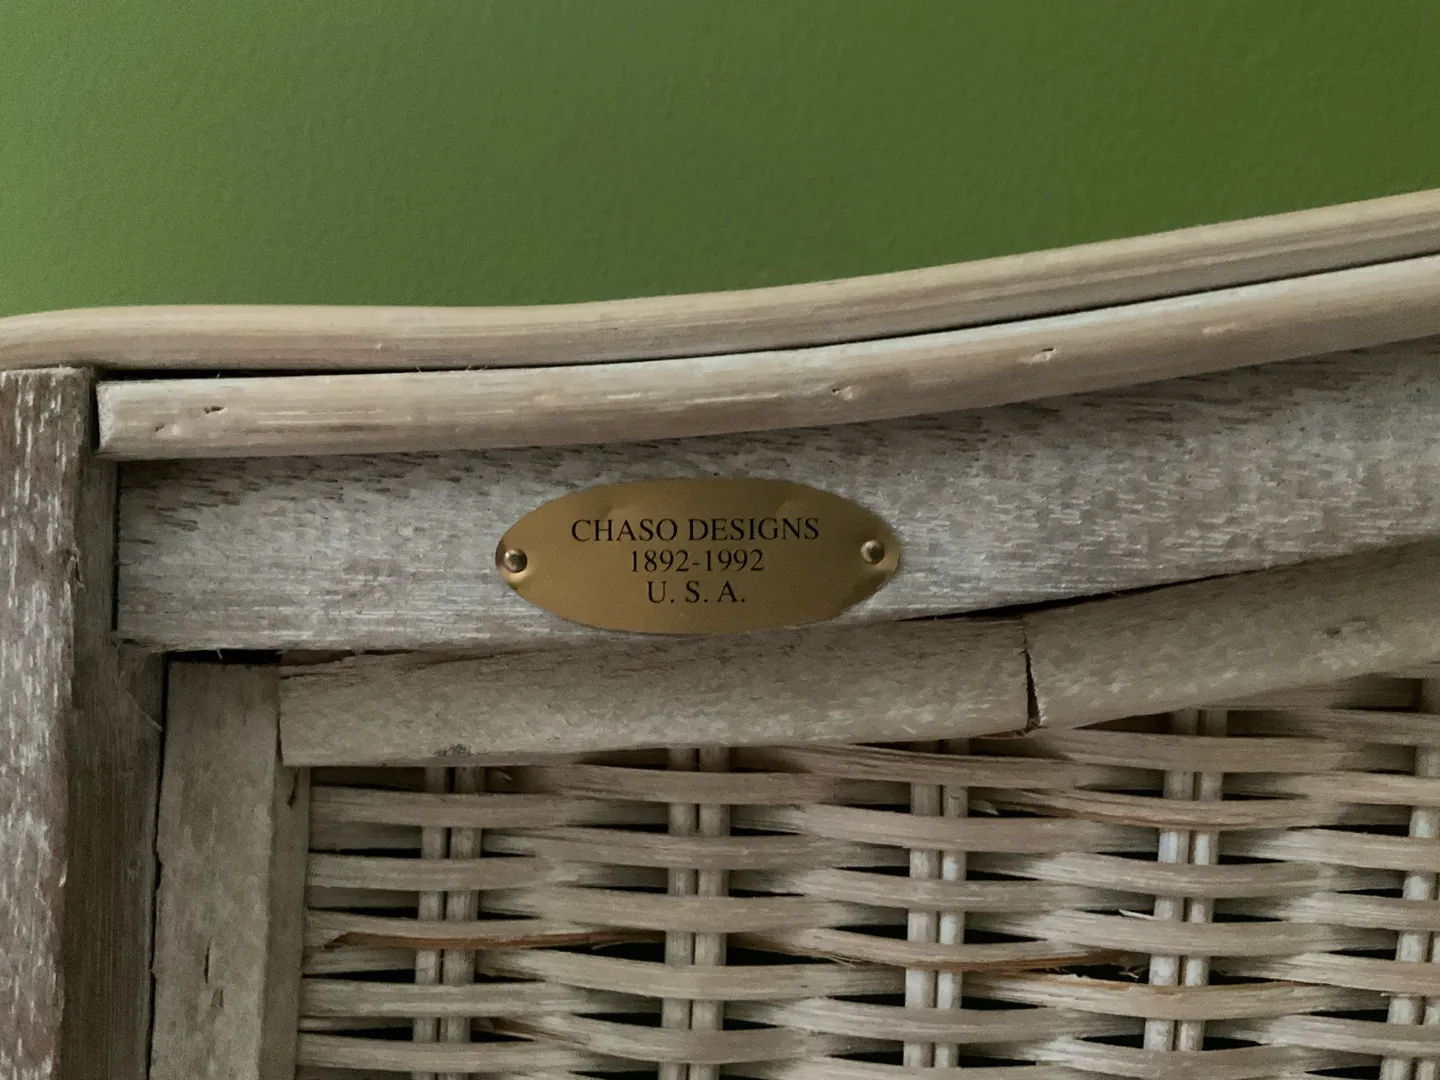 CHASO DESIGNS
1892-1992
U. S. A.